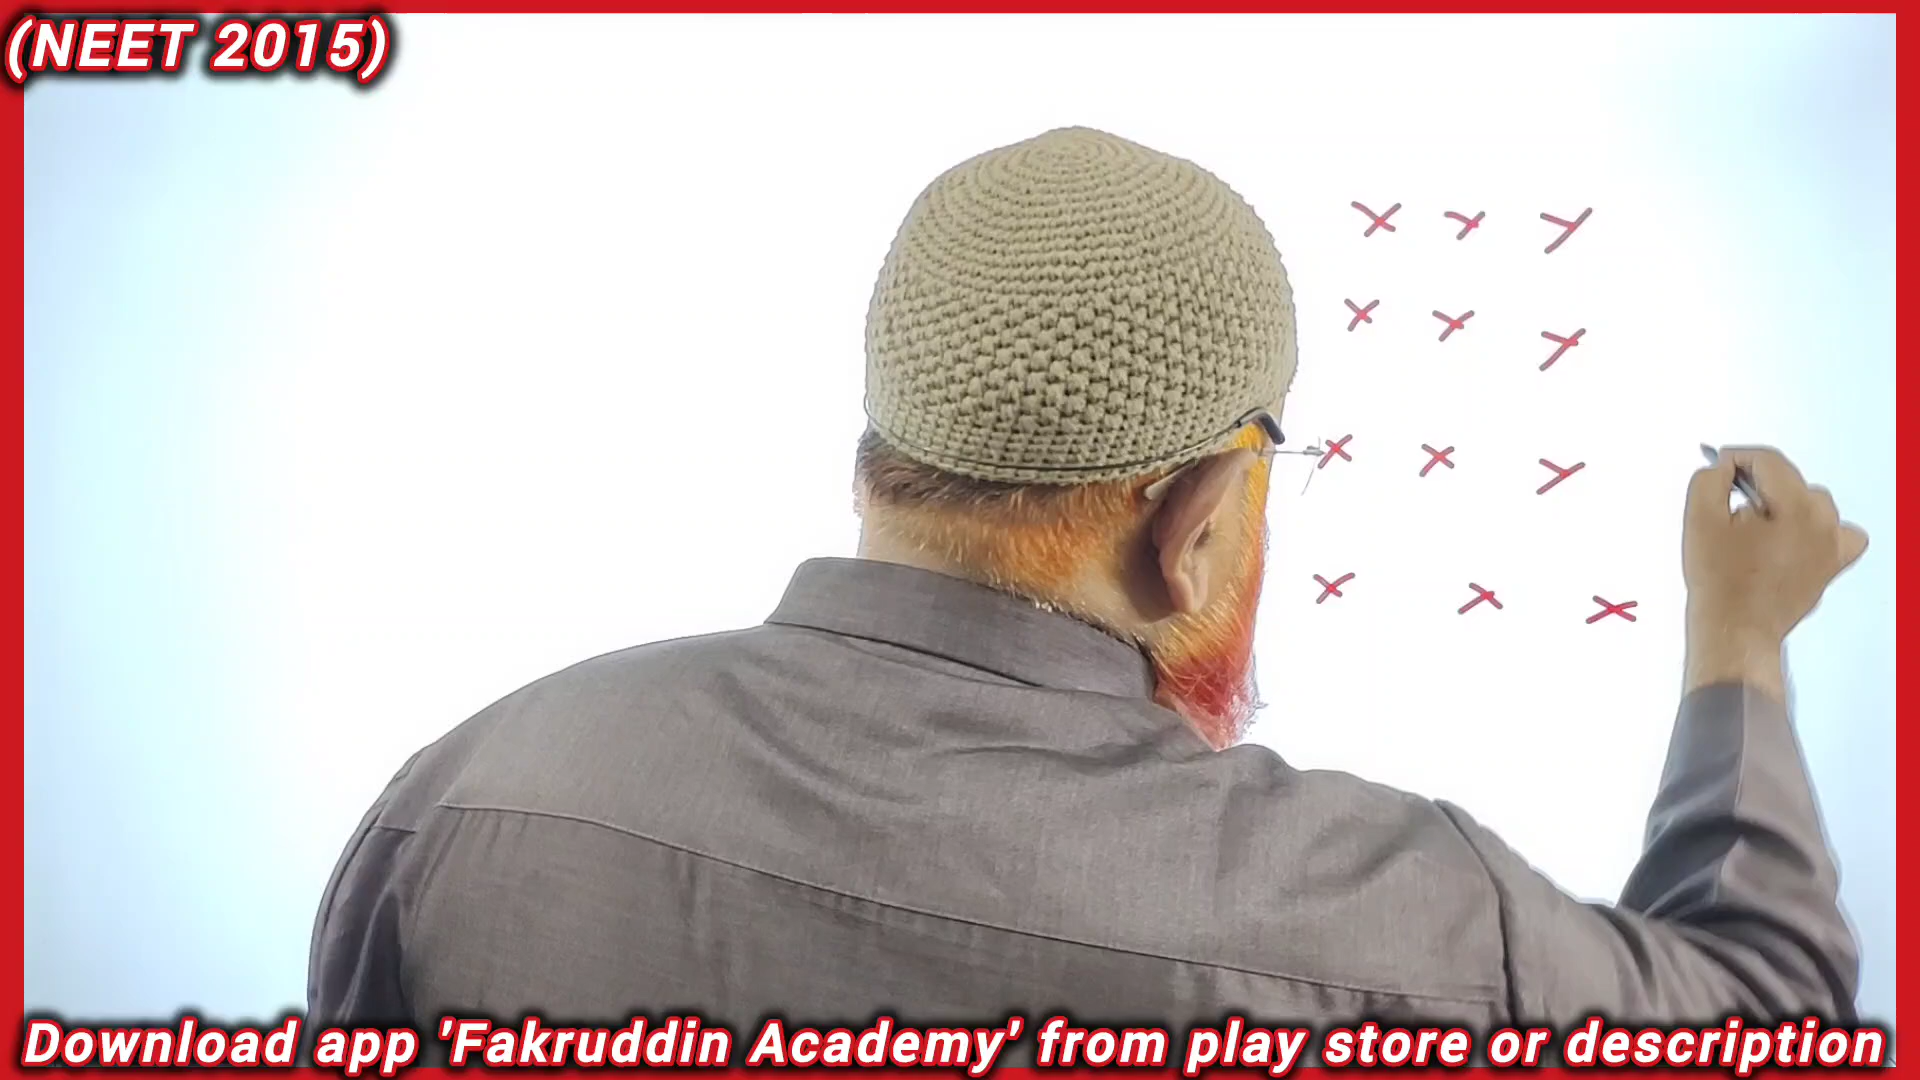 (NEET 2015)
× × ×
× × ×
× × ×
× × ×
Download app 'Fakruddin Academy' from play store or description